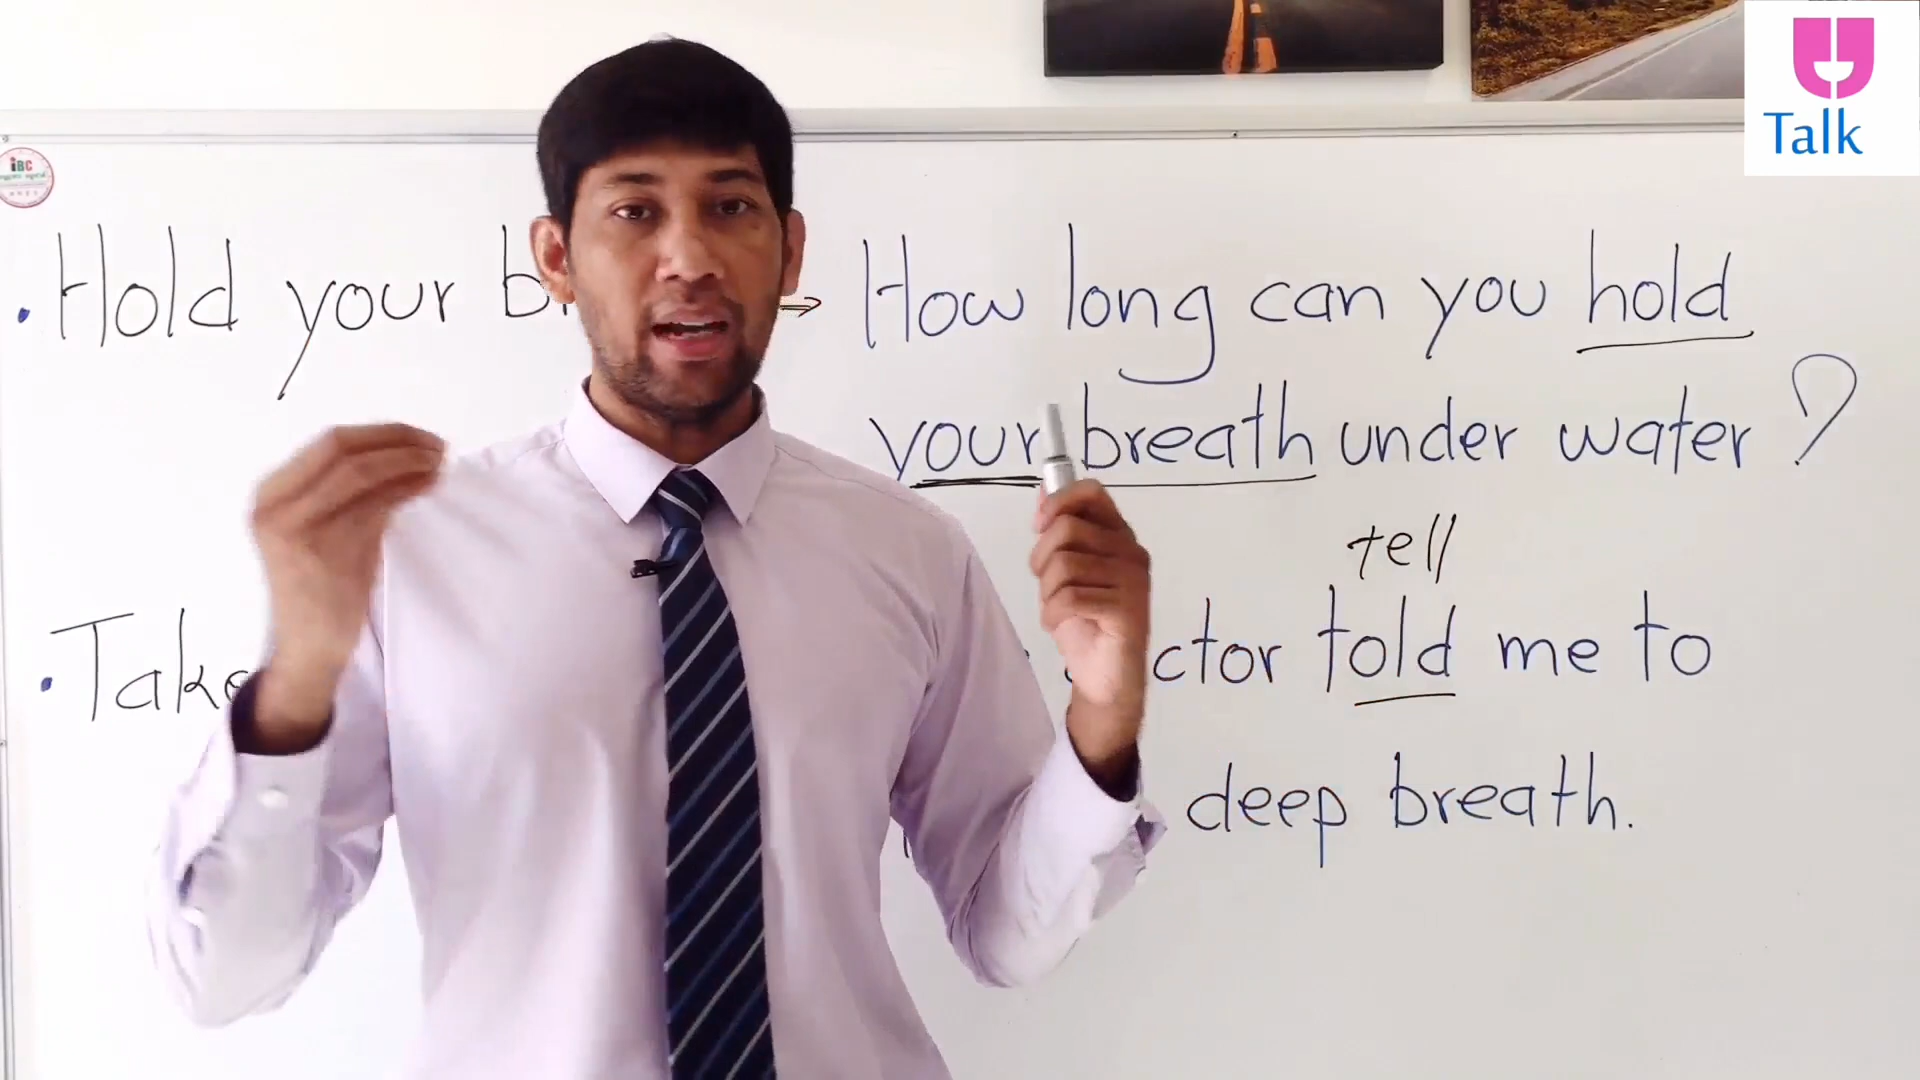 Talk
iBC
• Hold your
How long can you hold
your breath under water?
tell
told me to
• Take
deep breath.